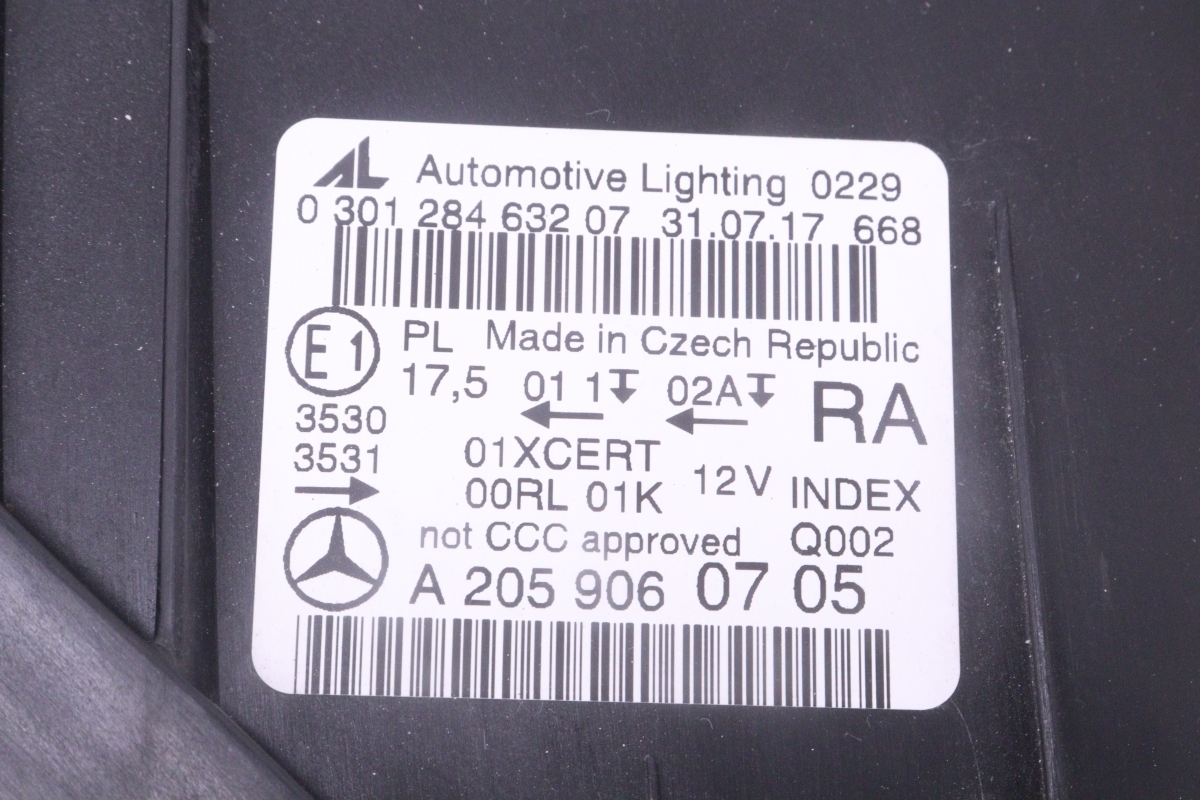 AL Automotive Lighting 0229
0 301 284 632 07 31.07.17 668
E1 PL Made in Czech Republic
17,5 01 1 02A RA
3530
3531 01XCERT 12V INDEX
00RL 01K
not CCC approved Q002
A 205 906 07 05